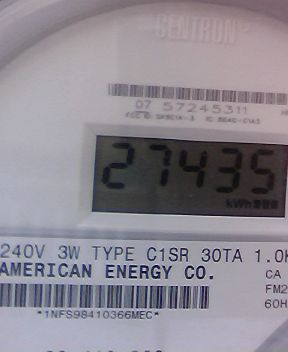 CENTRON
07 57245311
27435
kWh
240V 3W TYPE C1SR 30TA 1.0K
AMERICAN ENERGY CO.
CA
FM2
60H
*1NFS98410366MEC*